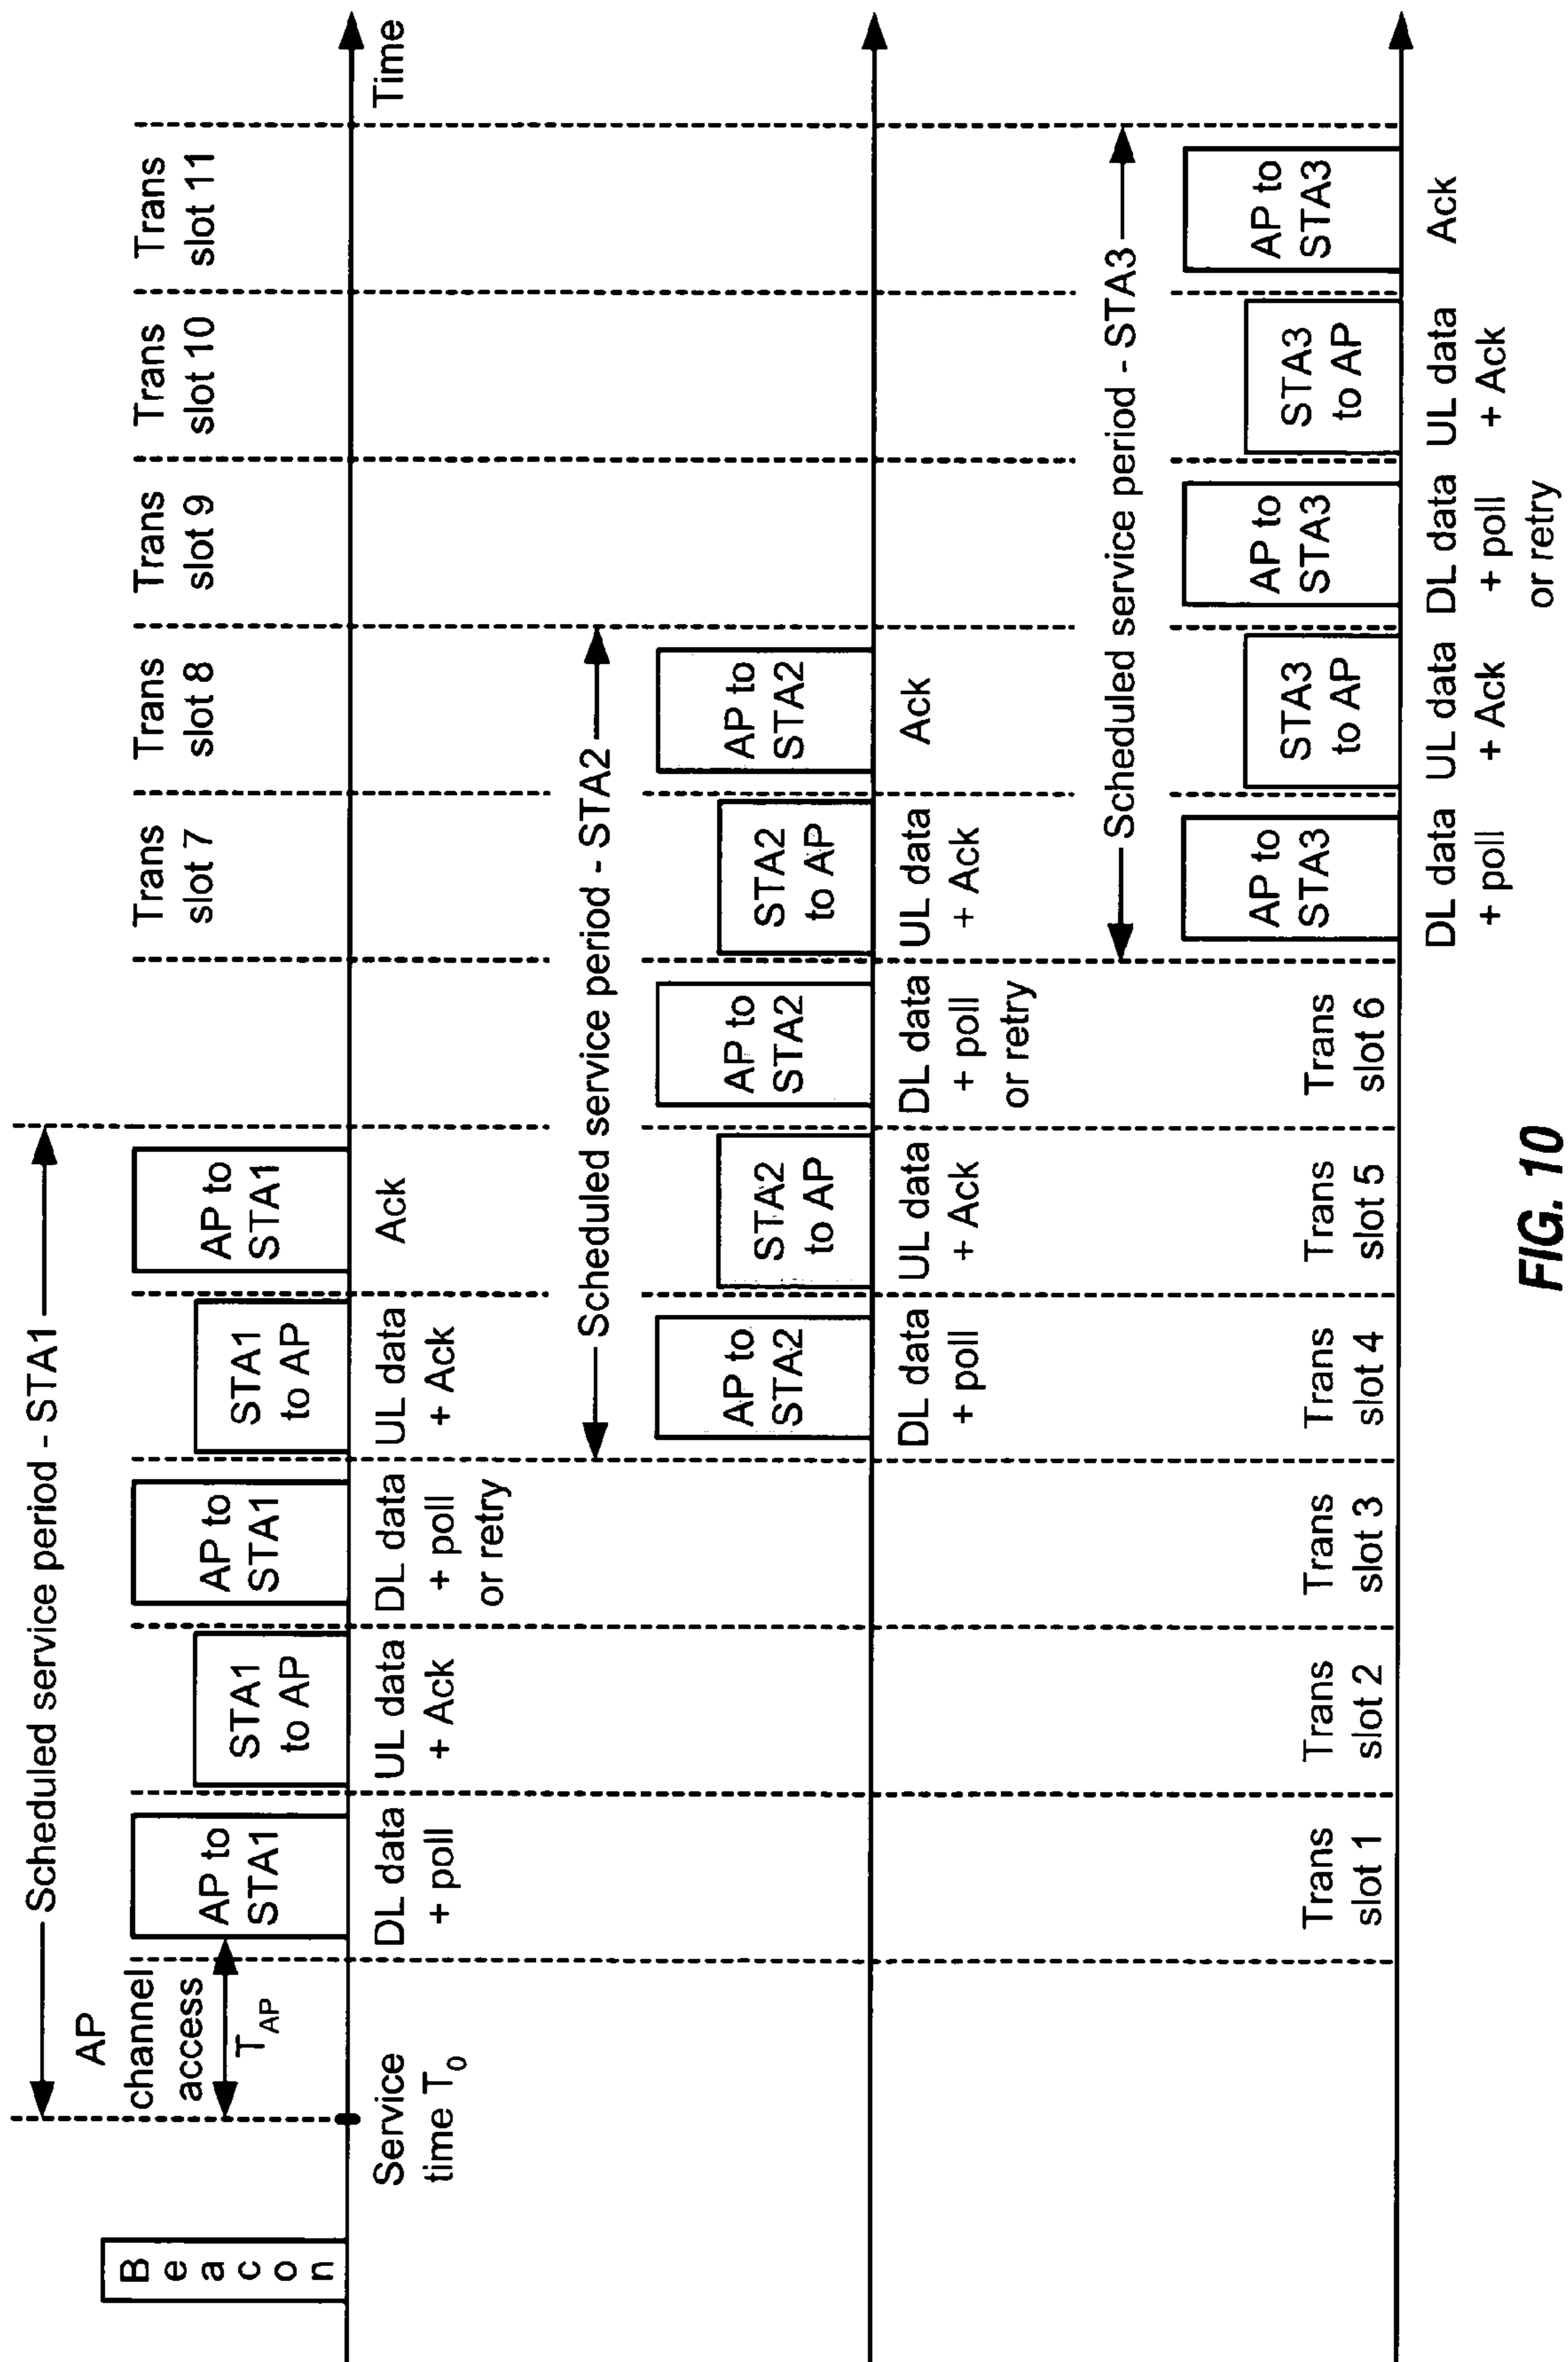 Scheduled service period - STA1
AP
channel
access
T_AP
Beacon
AP to
STA1
STA1
to AP
AP to
STA1
STA1
to AP
AP to
STA1
Trans
slot 7
Trans
slot 8
Trans
slot 9
Trans
slot 10
Trans
slot 11
Time
Service
time T_0
DL data
+ poll
UL data
+ Ack
DL data
+ poll
or retry
UL data
+ Ack
Ack
Scheduled service period - STA2
AP to
STA2
STA2
to AP
AP to
STA2
STA2
to AP
AP to
STA2
DL data
+ poll
UL data
+ Ack
DL data
+ poll
or retry
UL data
+ Ack
Ack
Scheduled service period - STA3
Trans
slot 1
Trans
slot 2
Trans
slot 3
Trans
slot 4
Trans
slot 5
Trans
slot 6
AP to
STA3
STA3
to AP
AP to
STA3
STA3
to AP
AP to
STA3
DL data
+ poll
UL data
+ Ack
DL data
+ poll
or retry
UL data
+ Ack
Ack
FIG. 10